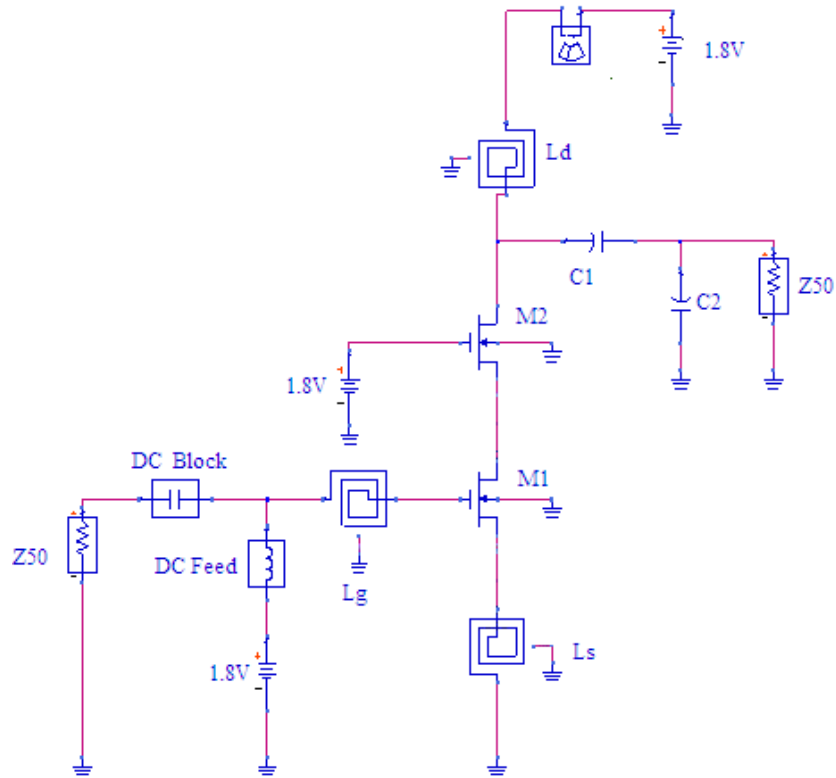 1.8V
Ld
C1
Z50
C2
M2
1.8V
DC Block
M1
Z50
DC Feed
Lg
Ls
1.8V